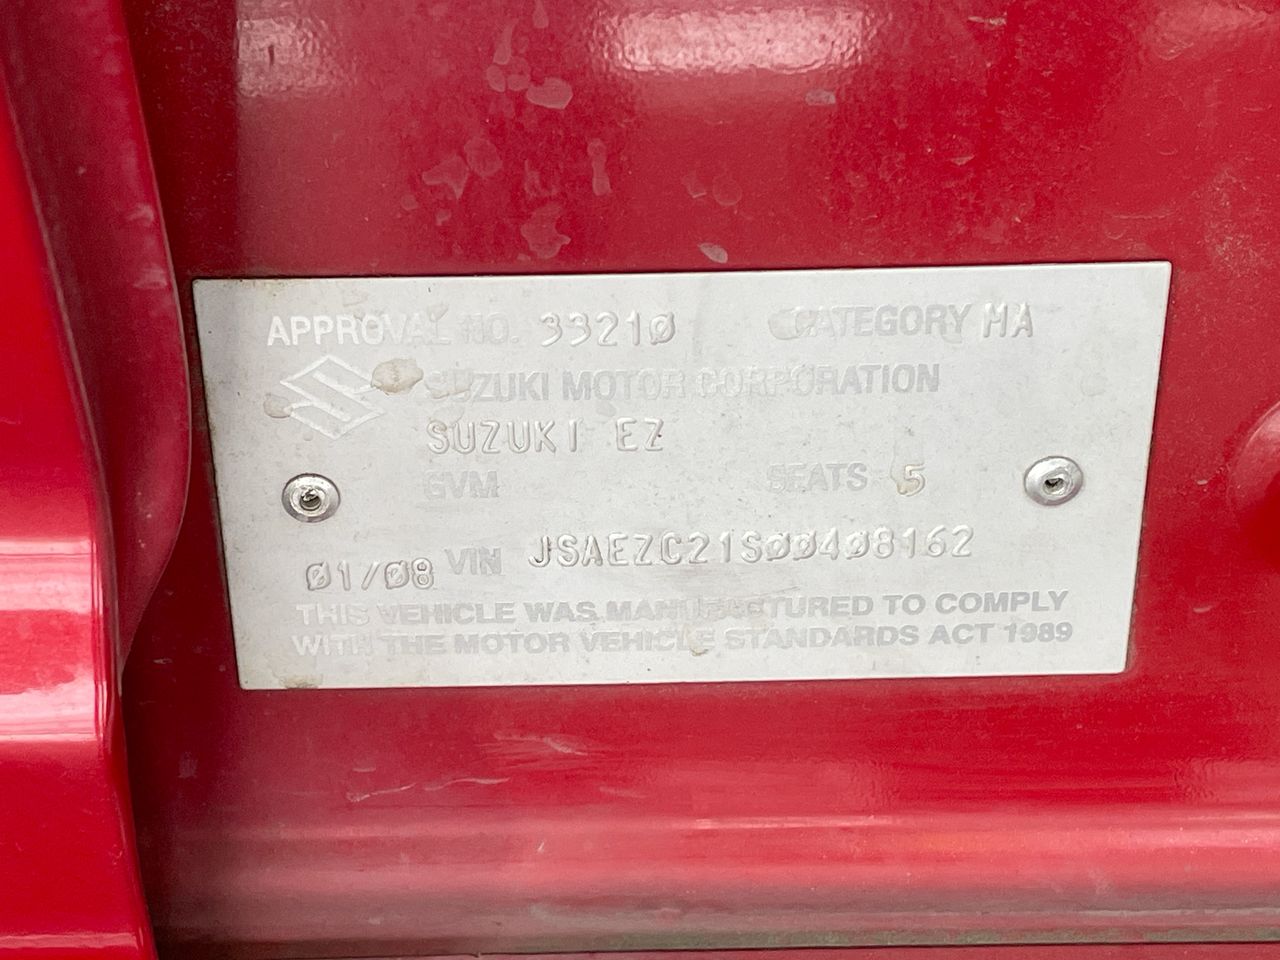 APPROVAL NO. 33210 CATEGORY MA
SUZUKI MOTOR CORPORATION
SUZUKI EZ
GVM SEATS 5
01/08 VIN JSAEZC21S00408162
THIS VEHICLE WAS MANUFACTURED TO COMPLY
WITH THE MOTOR VEHICLE STANDARDS ACT 1989